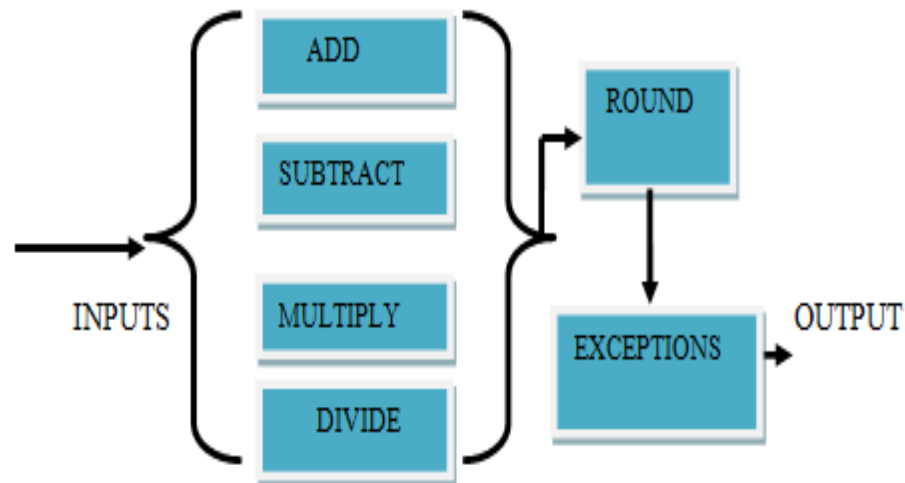 INPUTS
ADD
SUBTRACT
MULTIPLY
DIVIDE
ROUND
EXCEPTIONS
OUTPUT